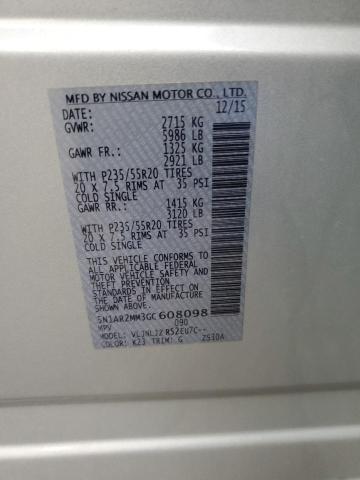 MFD BY NISSAN MOTOR CO., LTD.
DATE: 12/15
GVWR: 2715 KG
5986 LB
GAWR FR.: 1325 KG
2921 LB
WITH P235/55R20 TIRES
20 x 7.5 RIMS AT 35 PSI
COLD SINGLE
GAWR RR.: 1415 KG
3120 LB
WITH P235/55R20 TIRES
20 x 7.5 RIMS AT 35 PSI
COLD SINGLE
THIS VEHICLE CONFORMS TO
ALL APPLICABLE FEDERAL
MOTOR VEHICLE SAFETY AND
THEFT PREVENTION
STANDARDS IN EFFECT ON THE
DATE OF MANUFACTURE
5N1AR2MM3GC608098
MPV 090
MODEL: R52EU7C--
COLOR: K23 TRIM: G 2530A